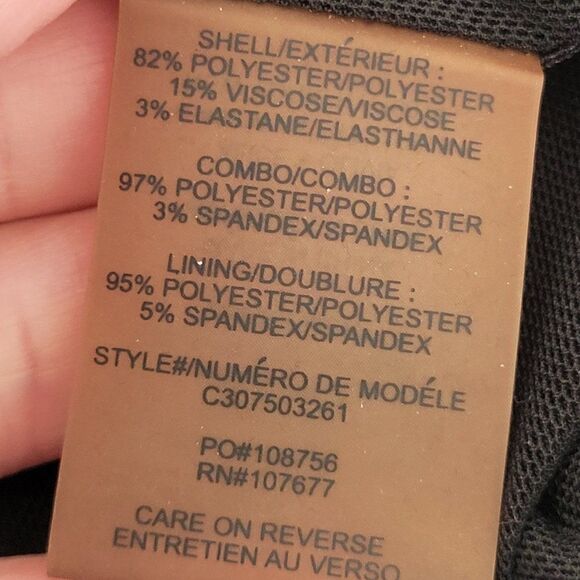 SHELL/EXTÉRIEUR :
82% POLYESTER/POLYESTER
15% VISCOSE/VISCOSE
3% ELASTANE/ELASTHANNE
COMBO/COMBO :
97% POLYESTER/POLYESTER
3% SPANDEX/SPANDEX
LINING/DOUBLURE :
95% POLYESTER/POLYESTER
5% SPANDEX/SPANDEX
STYLE#/NUMÉRO DE MODÉLE
C307503261
PO#108756
RN#107677
CARE ON REVERSE
ENTRETIEN AU VERSO